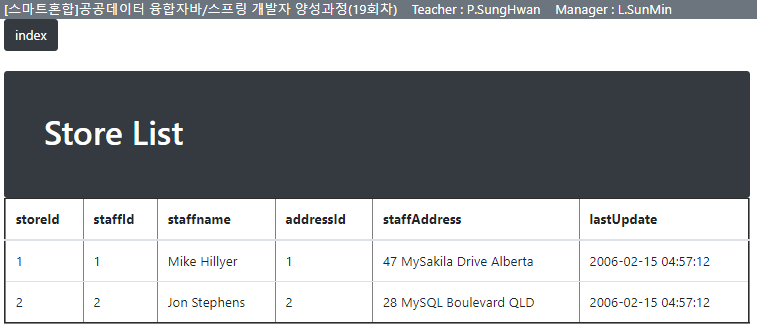 [스마트혼합]공공데이터 융합자바/스프링 개발자 양성과정(19회차) Teacher : P.SungHwan Manager : L.SunMin
index
Store List
storeId staffId staffname addressId staffAddress lastUpdate
1 1 Mike Hillyer 1 47 MySakila Drive Alberta 2006-02-15 04:57:12
2 2 Jon Stephens 2 28 MySQL Boulevard QLD 2006-02-15 04:57:12